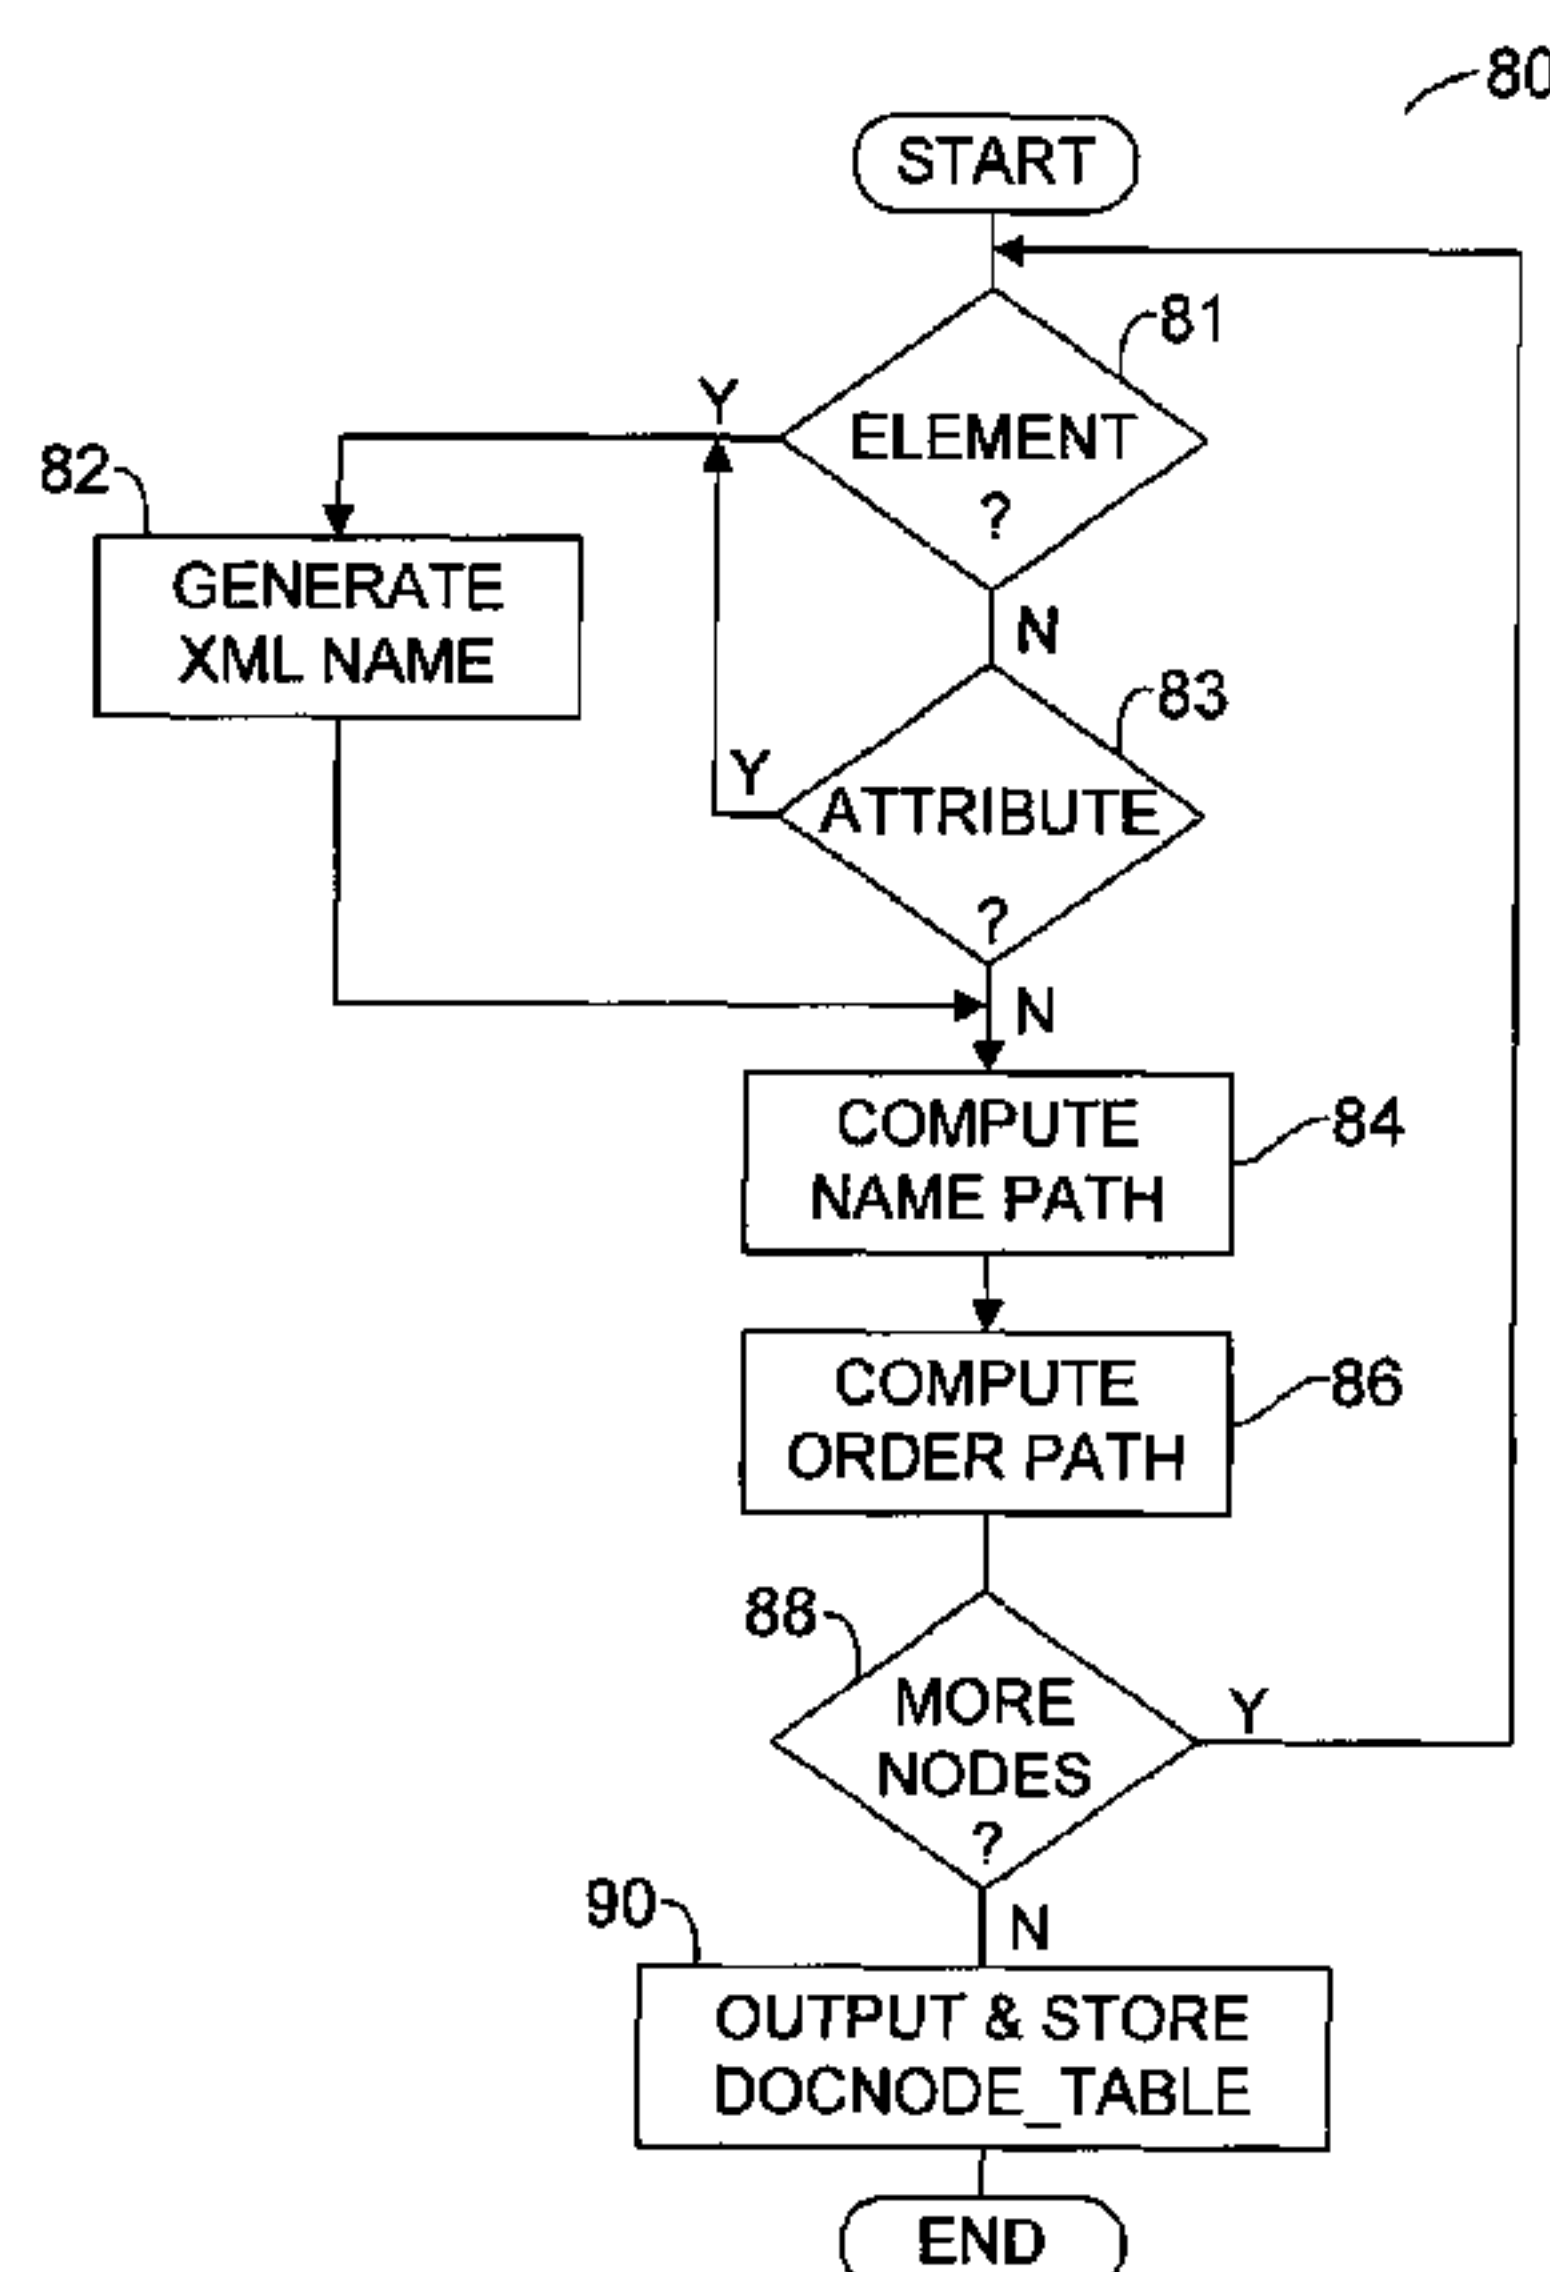 80
START
81
Y
ELEMENT
?
82
GENERATE
XML NAME
N
83
Y
ATTRIBUTE
?
N
COMPUTE
NAME PATH
84
COMPUTE
ORDER PATH
86
88
MORE
NODES
?
Y
90
N
OUTPUT & STORE
DOCNODE_TABLE
END